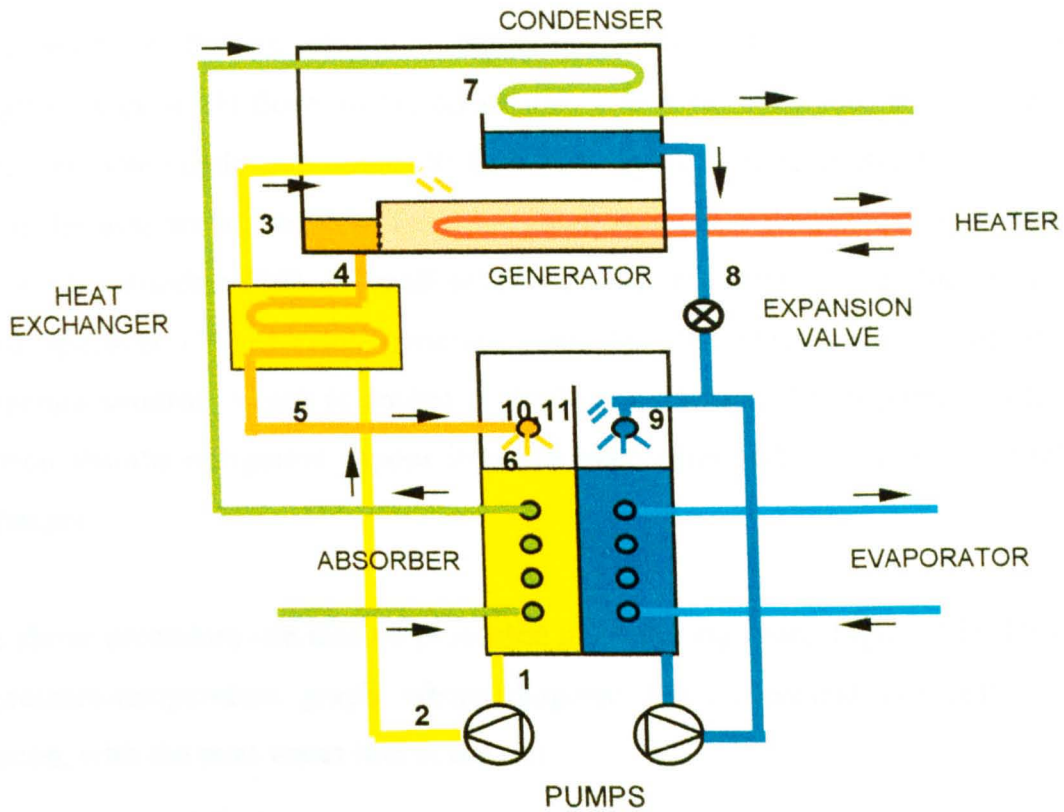 CONDENSER
7
3
HEATER
4
GENERATOR
8
HEAT
EXCHANGER
EXPANSION
VALVE
5
10,11
9
6
ABSORBER
EVAPORATOR
1
2
PUMPS